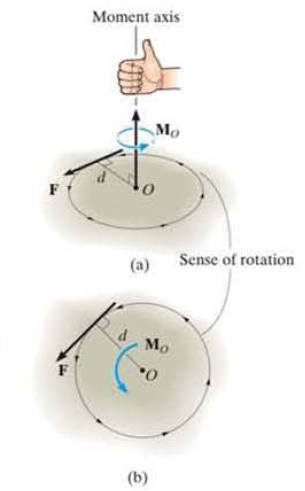 Moment axis
M_O
d
F
O
(a)
Sense of rotation
d
M_O
F
O
(b)